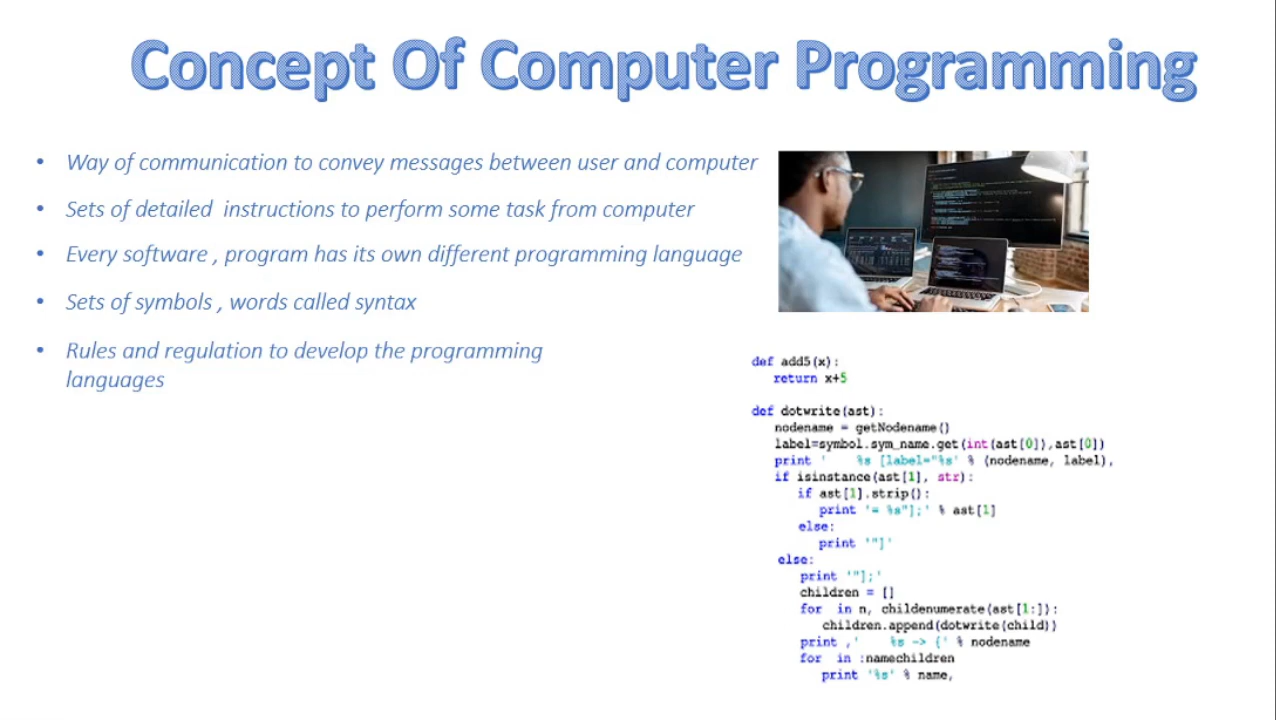 Concept Of Computer Programming
• Way of communication to convey messages between user and computer
• Sets of detailed instructions to perform some task from computer
• Every software , program has its own different programming language
• Sets of symbols , words called syntax
• Rules and regulation to develop the programming
languages
def add5(x):
return x+5
def dotwrite(ast):
nodename = getNodename()
label=symbol.sym_name.get(int(ast[0]),ast[0])
print '    %s [label="%s' % (nodename, label),
if isinstance(ast[1], str):
if ast[1].strip():
print '= %s"];' % ast[1]
else:
print '"]'
else:
print '"];'
children = []
for  in n, childenumerate(ast[1:]):
children.append(dotwrite(child))
print ,'    %s -> {' % nodename
for  in :namechildren
print '%s' % name,